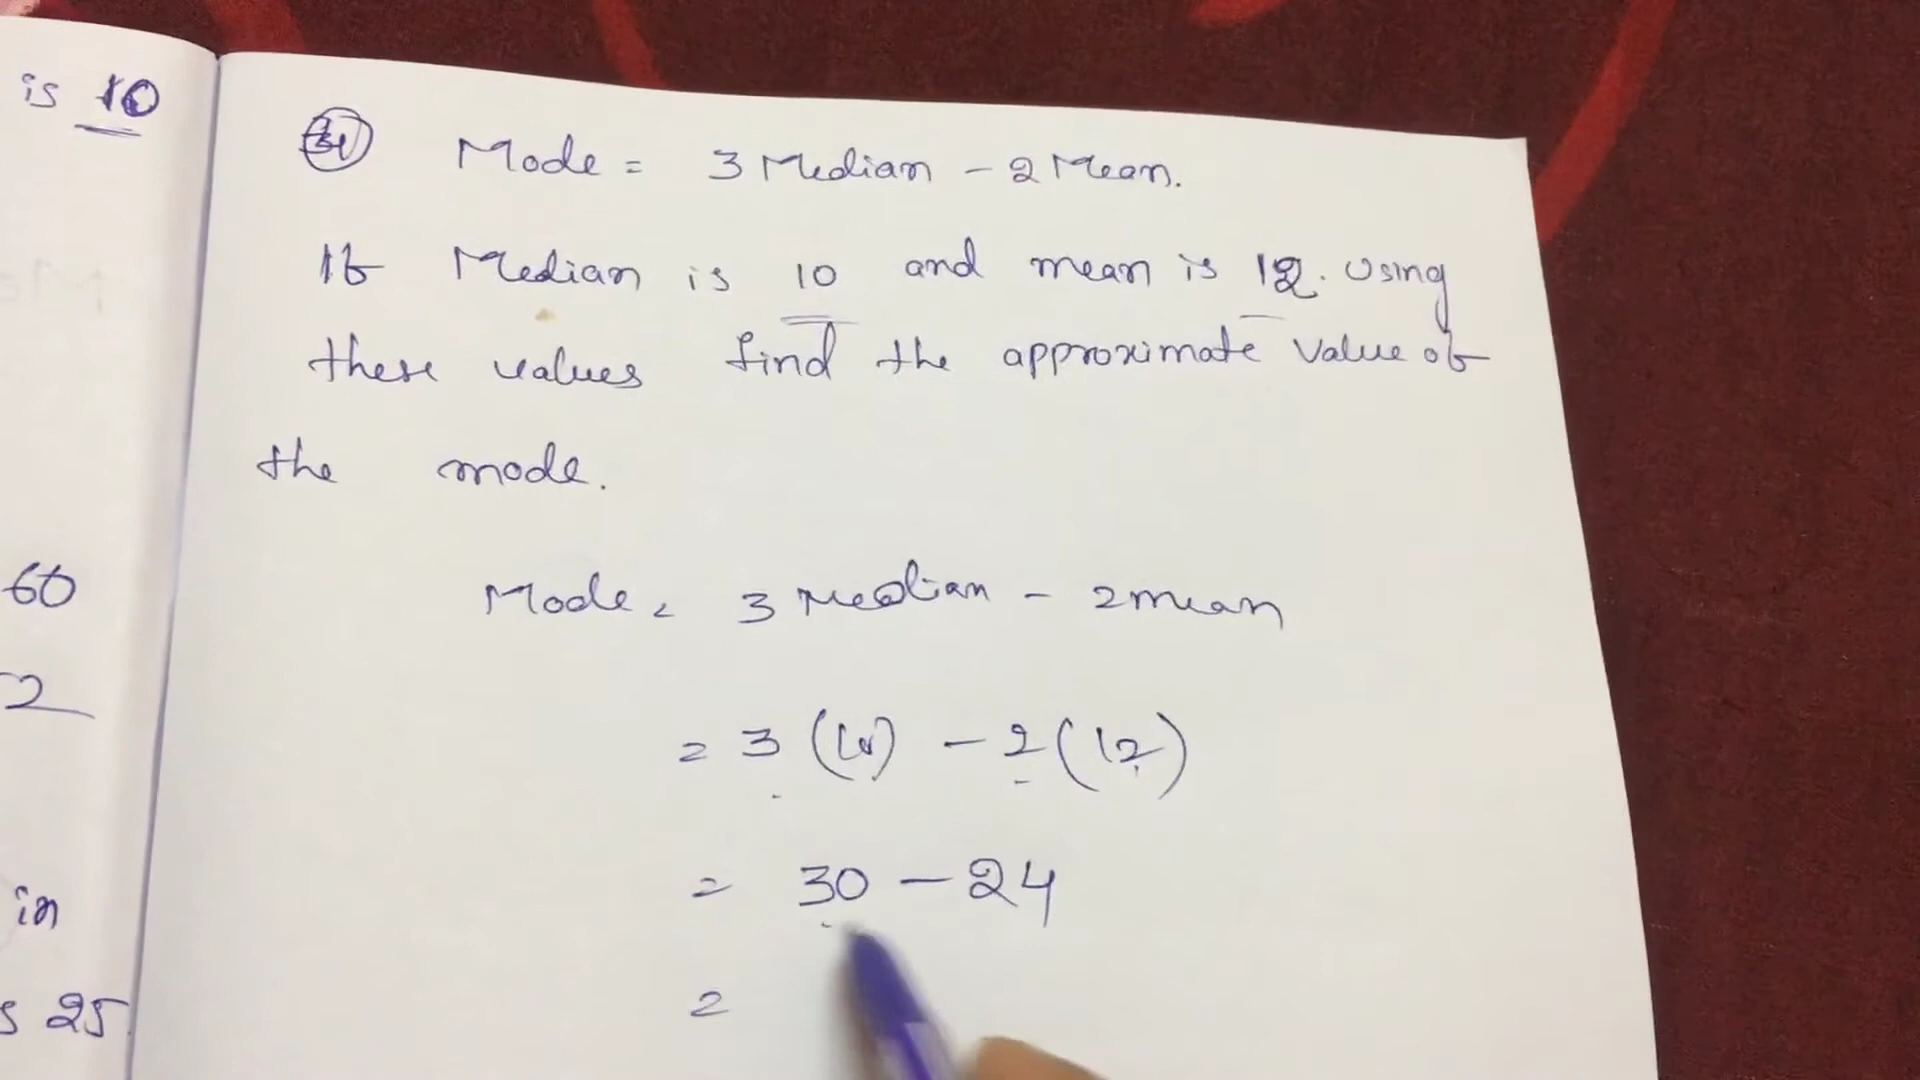 is 10
60
2
in
s 25
Mode = 3 Median - 2 Mean.
If Median is 10 and mean is 12. Using
these values find the approximate value of
the mode.
Mode = 3 Median - 2 mean
= 3 (10) - 2 (12)
= 30 - 24
=